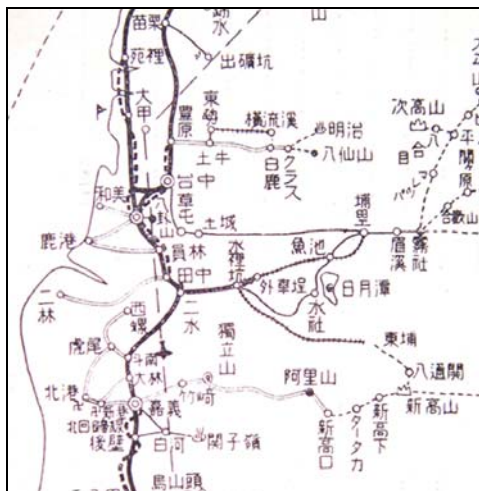 苗栗
苑裡
出礦坑
大甲
豐原
東勢
橫流溪
明治
次高山
土牛
白鹿
クラス
八仙山
台中
草屯
土城
和美
埔里
鹿港
員林
水裡坑
魚池
眉溪
霧社
合歡山
田中
外車埕
水社
日月潭
二林
西螺
二水
獨立山
東埔
虎尾
斗南
大林
八通關
北港
竹崎
阿里山
新高山
嘉義
新高口
タータカ
新高下
北回歸線
後壁
白河
關子嶺
烏山頭